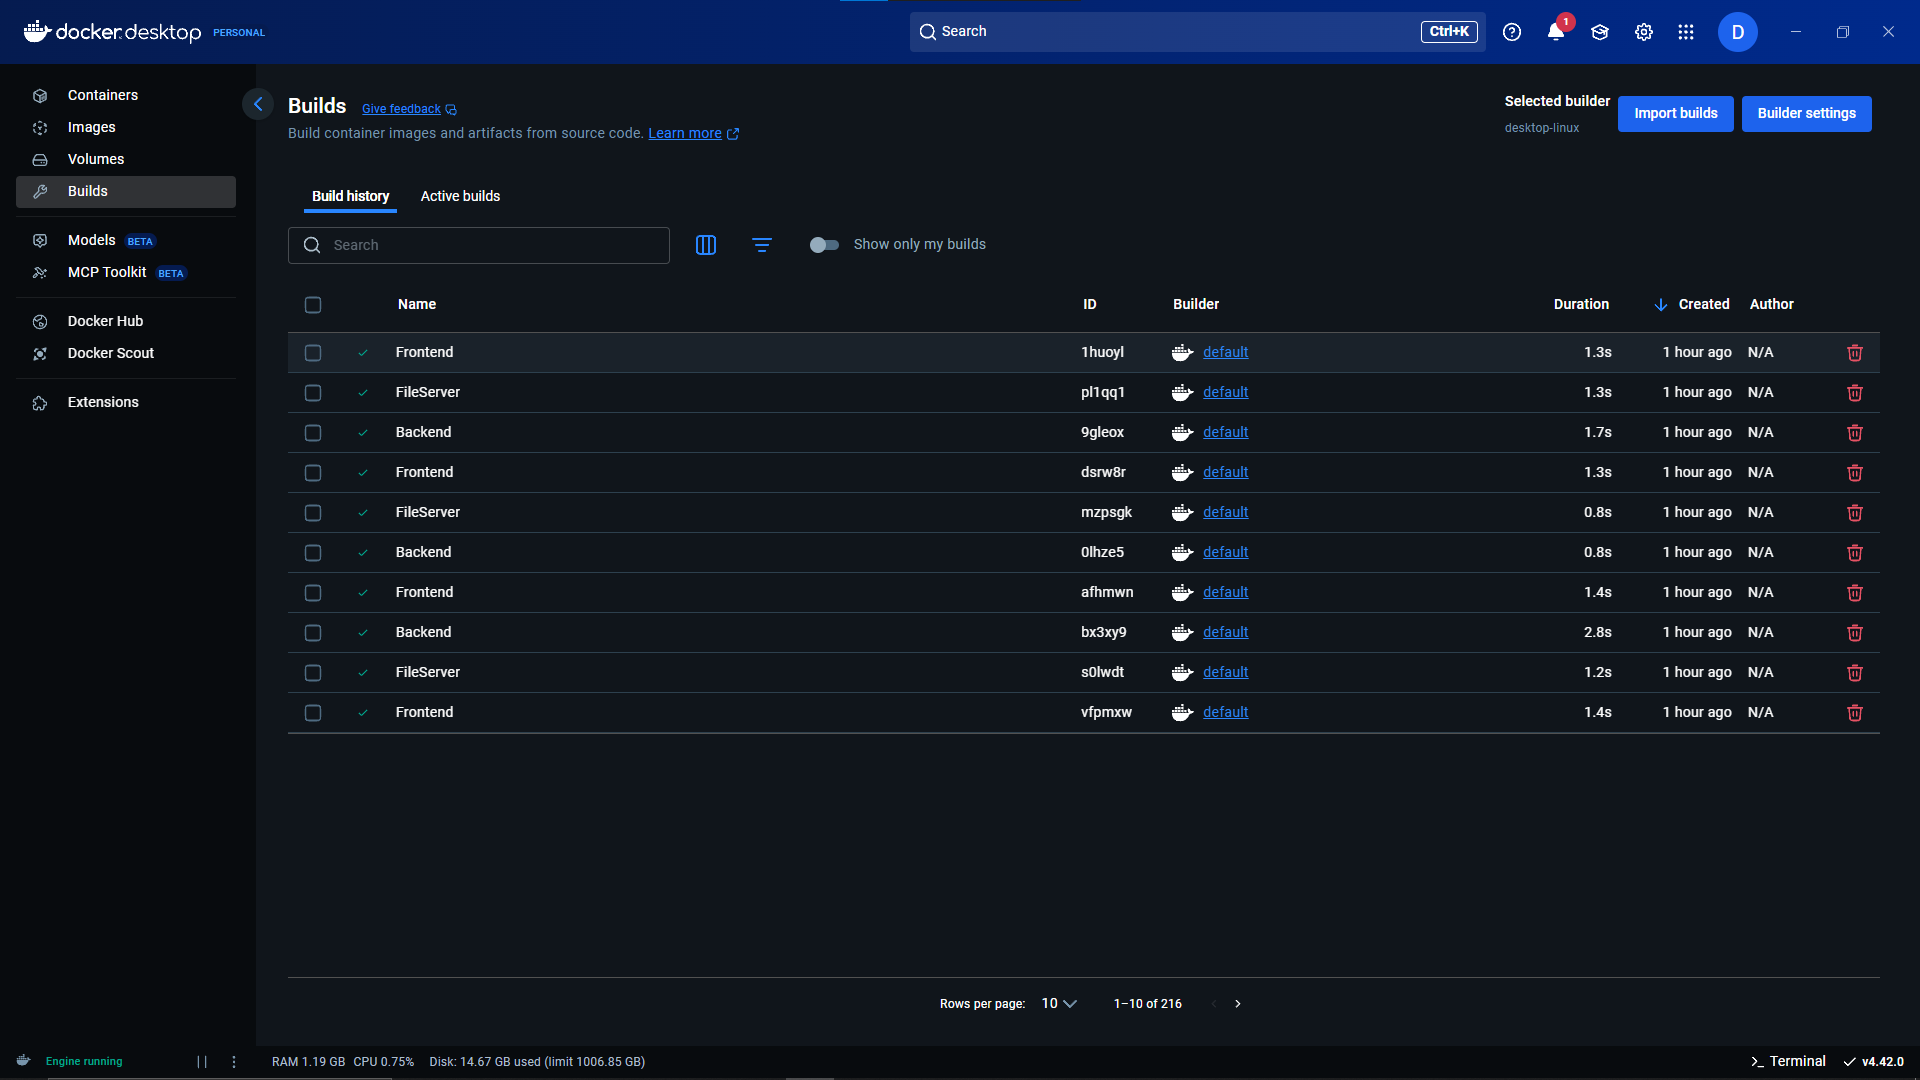 docker desktop PERSONAL
Search Ctrl+K
1
D
Containers
Images
Volumes
Builds
Models BETA
MCP Toolkit BETA
Docker Hub
Docker Scout
Extensions
Builds Give feedback
Build container images and artifacts from source code. Learn more
Selected builder
desktop-linux
Import builds
Builder settings
Build history Active builds
Search
Show only my builds
Name ID Builder Duration Created Author
Frontend 1huoyl default 1.3s 1 hour ago N/A
FileServer pl1qq1 default 1.3s 1 hour ago N/A
Backend 9gleox default 1.7s 1 hour ago N/A
Frontend dsrw8r default 1.3s 1 hour ago N/A
FileServer mzpsgk default 0.8s 1 hour ago N/A
Backend 0lhze5 default 0.8s 1 hour ago N/A
Frontend afhmwn default 1.4s 1 hour ago N/A
Backend bx3xy9 default 2.8s 1 hour ago N/A
FileServer s0lwdt default 1.2s 1 hour ago N/A
Frontend vfpmxw default 1.4s 1 hour ago N/A
Rows per page: 10 1–10 of 216
Engine running RAM 1.19 GB CPU 0.75% Disk: 14.67 GB used (limit 1006.85 GB) Terminal v4.42.0